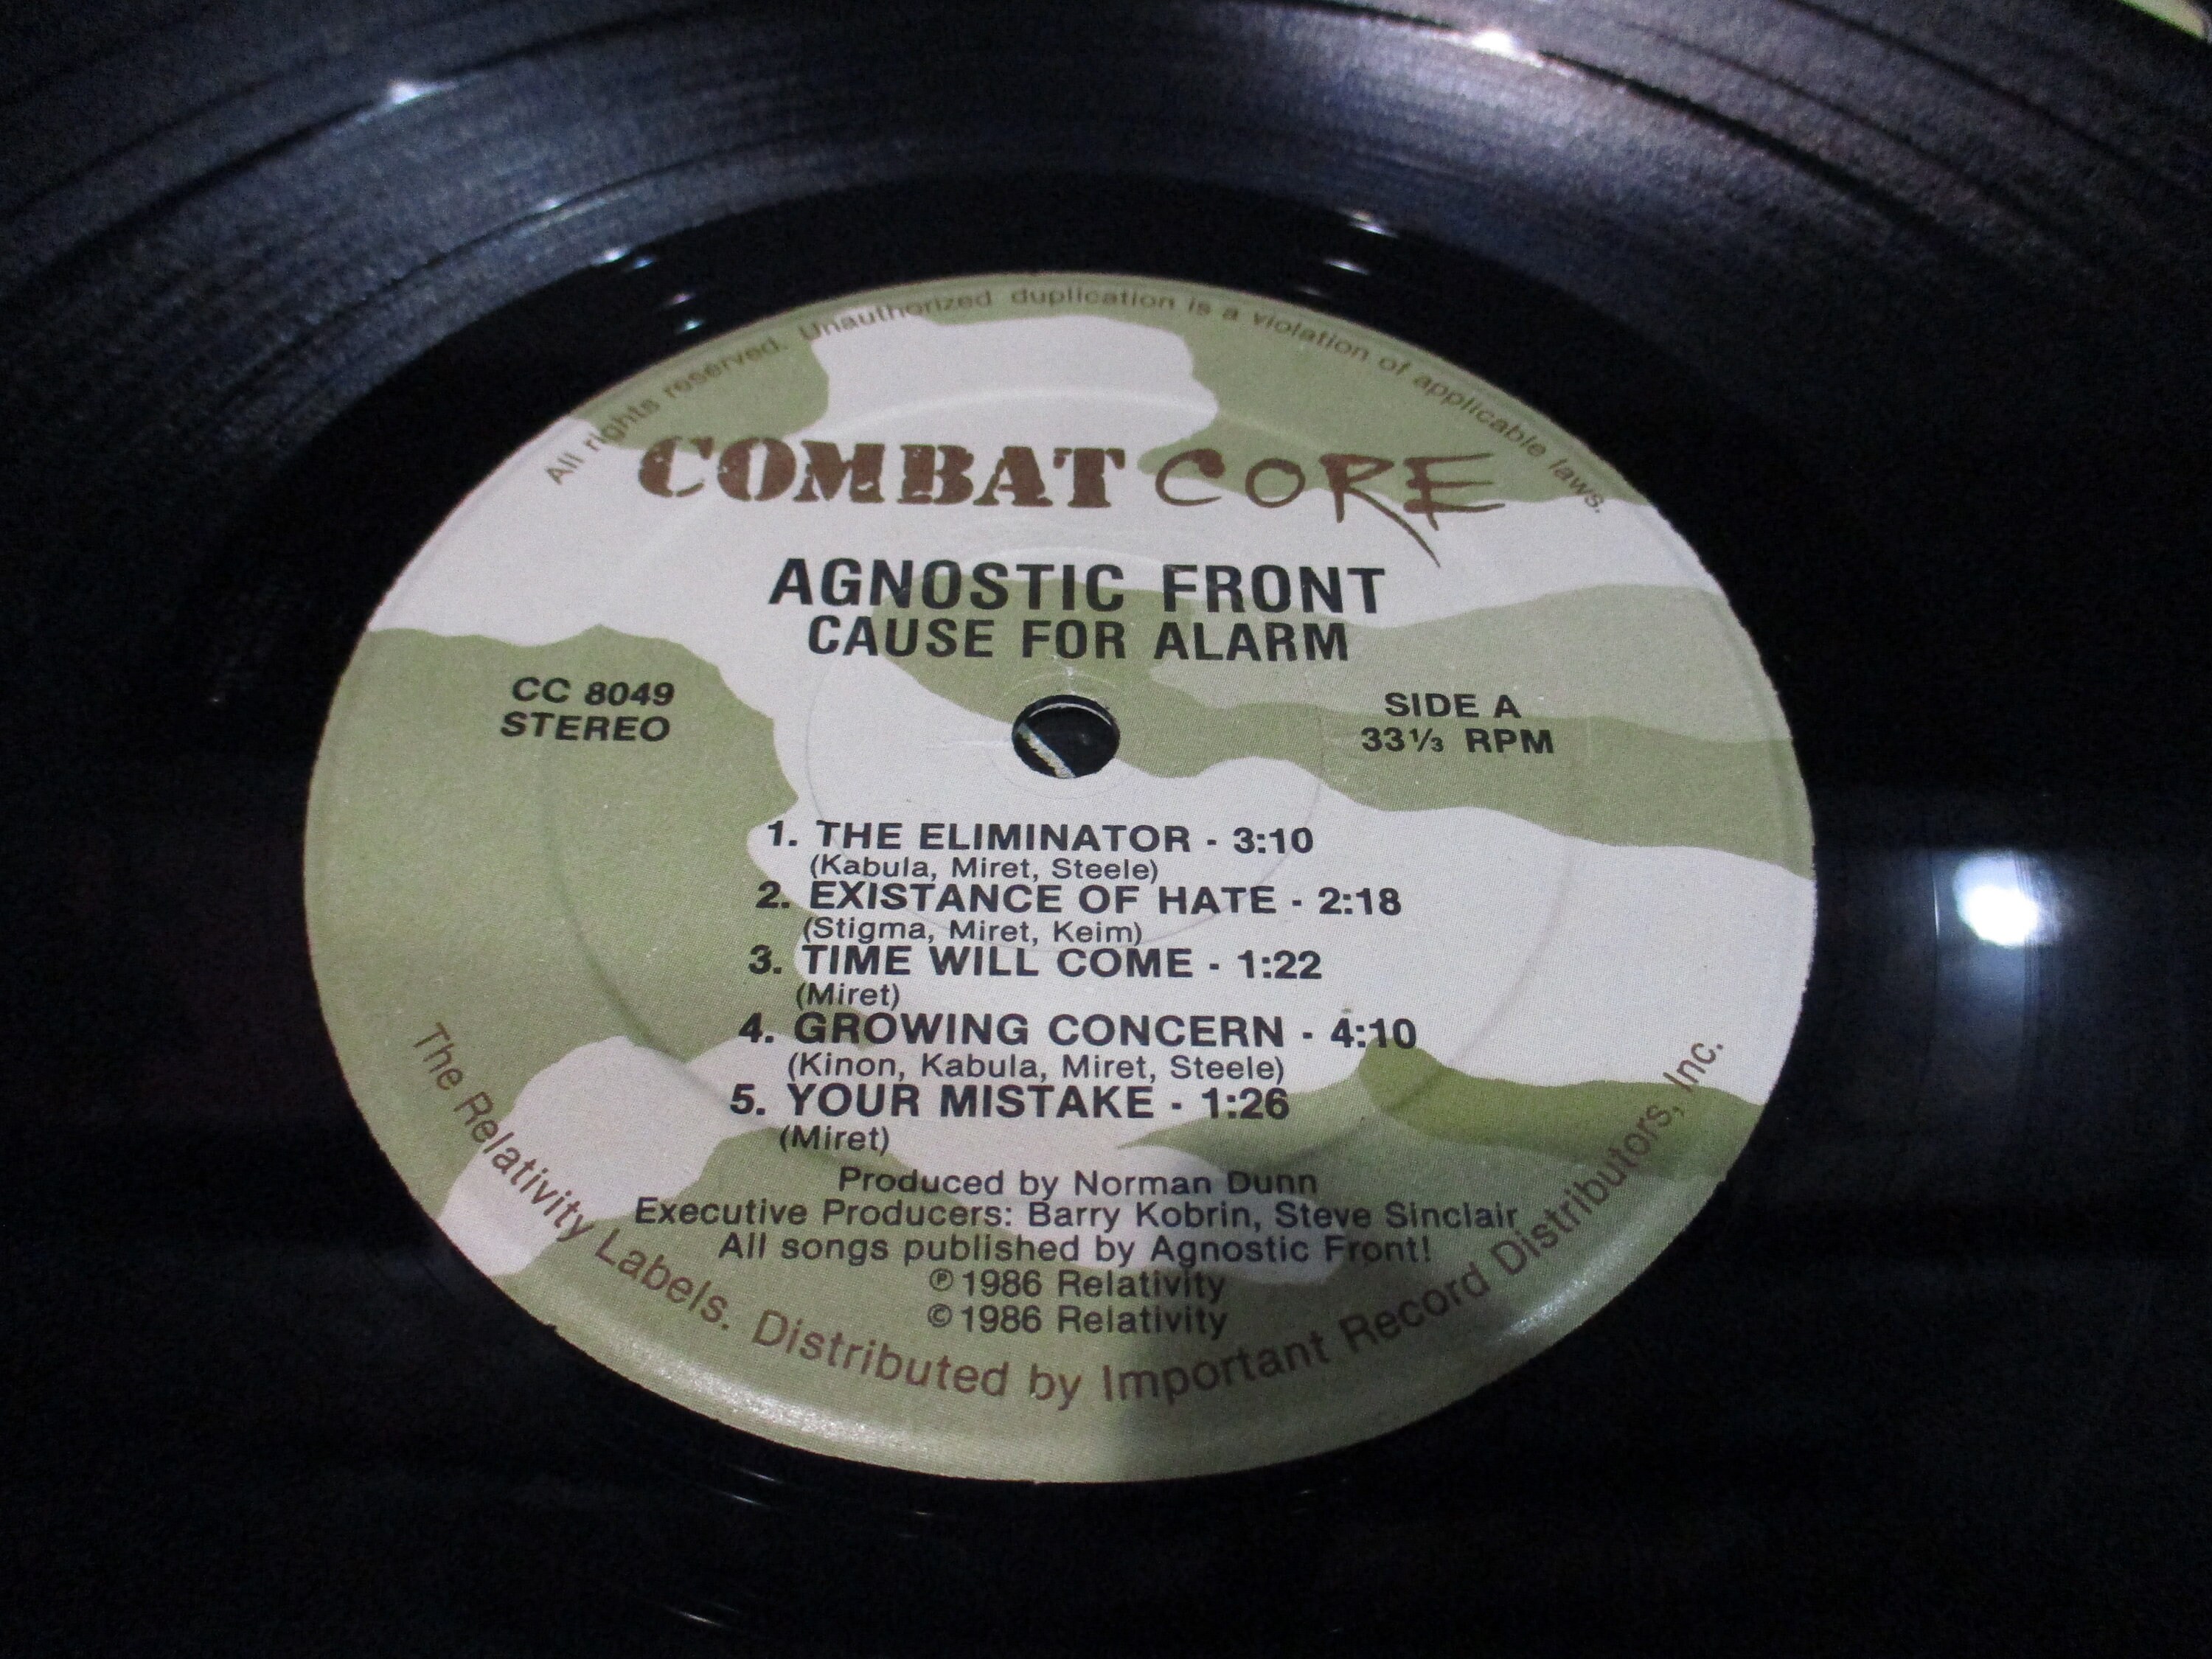 All rights reserved. Unauthorized duplication is a violation of applicable laws.
COMBAT CORE
AGNOSTIC FRONT
CAUSE FOR ALARM
CC 8049
STEREO
SIDE A
33⅓ RPM
1. THE ELIMINATOR - 3:10
(Kabula, Miret, Steele)
2. EXISTANCE OF HATE - 2:18
(Stigma, Miret, Keim)
3. TIME WILL COME - 1:22
(Miret)
4. GROWING CONCERN - 4:10
(Kinon, Kabula, Miret, Steele)
5. YOUR MISTAKE - 1:26
(Miret)
Produced by Norman Dunn
Executive Producers: Barry Kobrin, Steve Sinclair
All songs published by Agnostic Front!
℗ 1986 Relativity
© 1986 Relativity
The Relativity Labels. Distributed by Important Record Distributors, Inc.